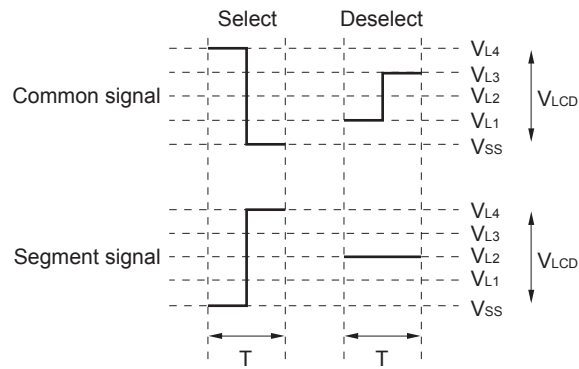 Select Deselect
Common signal
VL4
VL3
VL2
VL1
VSS
VLCD
Segment signal
VL4
VL3
VL2
VL1
VSS
VLCD
T T